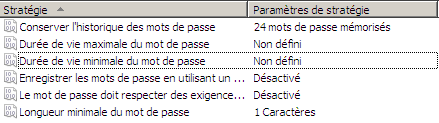 Stratégie Paramètres de stratégie
Conserver l'historique des mots de passe 24 mots de passe mémorisés
Durée de vie maximale du mot de passe Non défini
Durée de vie minimale du mot de passe Non défini
Enregistrer les mots de passe en utilisant un ... Désactivé
Le mot de passe doit respecter des exigence... Désactivé
Longueur minimale du mot de passe 1 Caractères